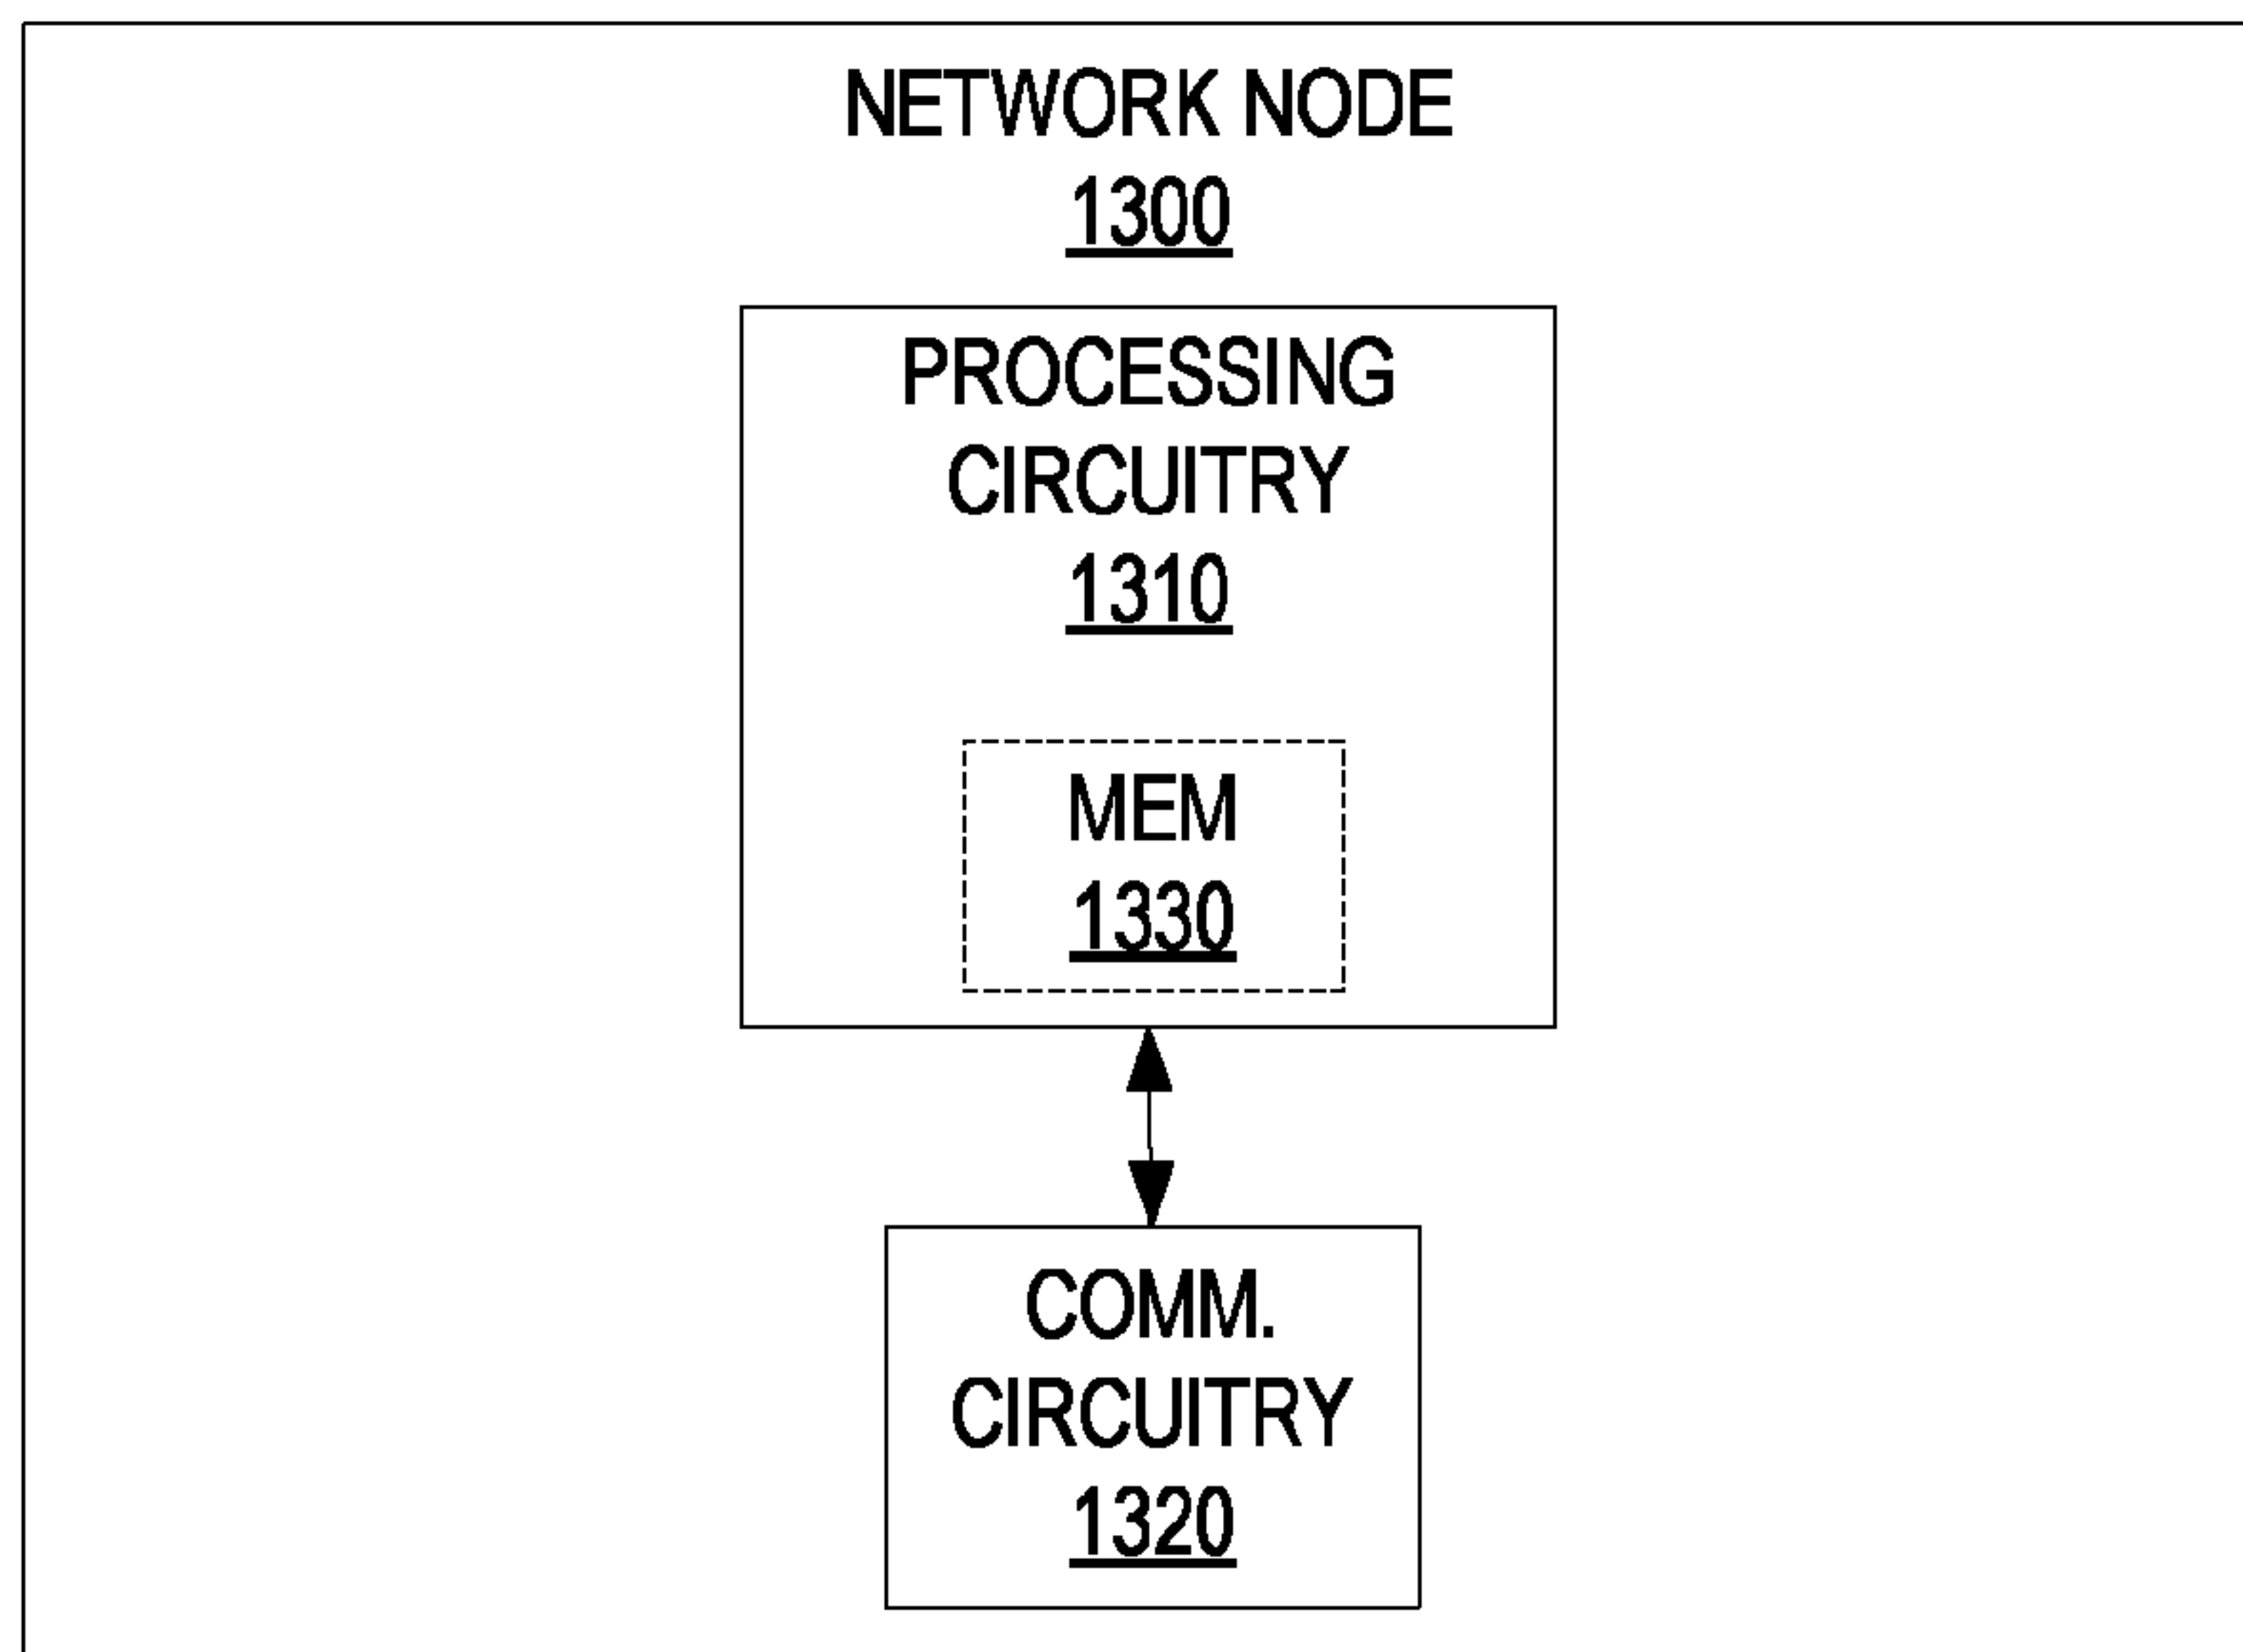 NETWORK NODE
1300
PROCESSING
CIRCUITRY
1310
MEM
1330
COMM.
CIRCUITRY
1320